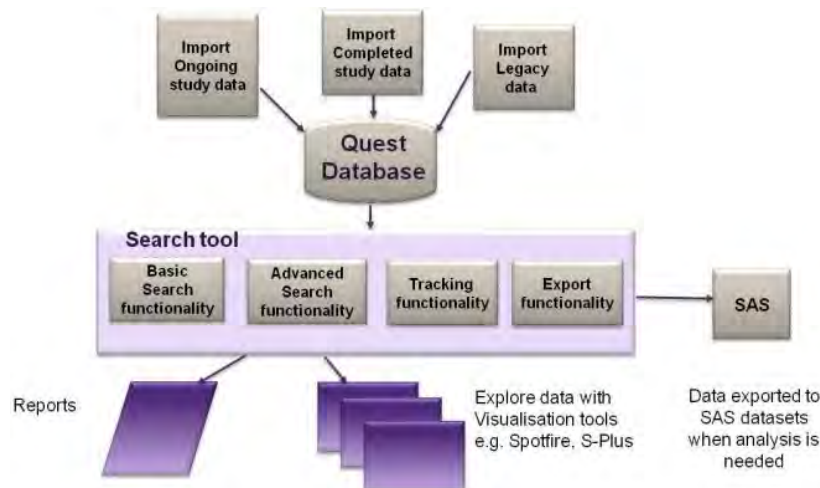 Import
Ongoing
study data
Import
Completed
study data
Import
Legacy
data
Quest
Database
Search tool
Basic
Search
functionality
Advanced
Search
functionality
Tracking
functionality
Export
functionality
SAS
Reports
Explore data with
Visualisation tools
e.g. Spotfire, S-Plus
Data exported to
SAS datasets
when analysis is
needed